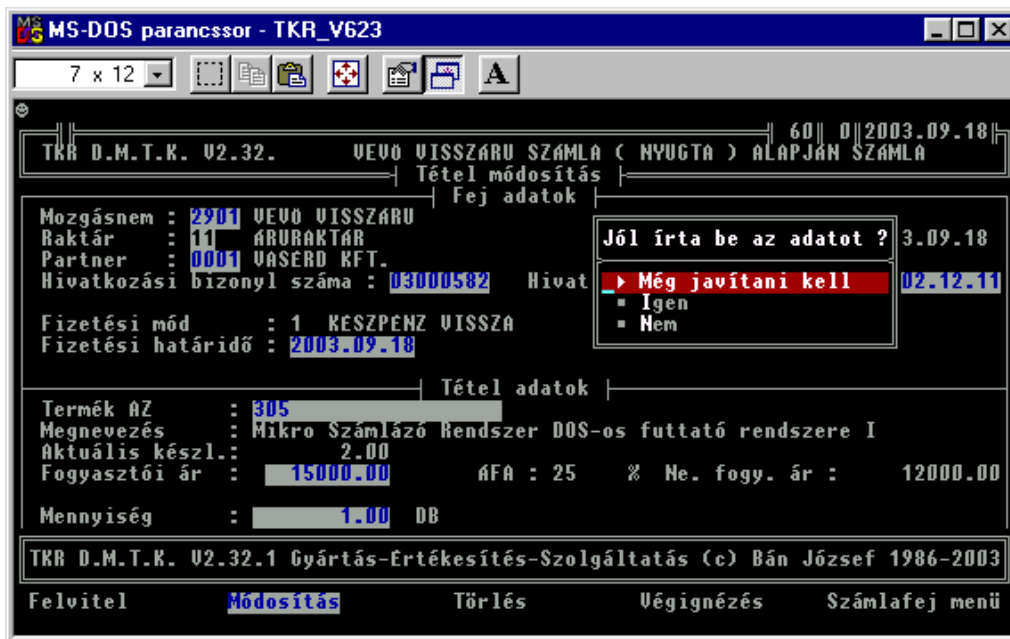 MS-DOS parancssor - TKR_V623
7 x 12
A
60 0 2003.09.18
TKR D.M.T.K. V2.32. VEVÖ VISSZÁRU SZÁMLA ( NYUGTA ) ALAPJÁN SZÁMLA
Tétel módosítás
Fej adatok
Mozgásnem : 2901 VEVÖ VISSZÁRU
Raktár : 11 ÁRURAKTÁR
Partner : 0001 VASÉRD KFT.
Hivatkozási bizonyl száma : 03000582 Hivat
3.09.18
02.12.11
Jól írta be az adatot ?
Még javítani kell
Igen
Nem
Fizetési mód : 1 KÉSZPÉNZ VISSZA
Fizetési határidő : 2003.09.18
Tétel adatok
Termék AZ : 305
Megnevezés : Mikro Számlázó Rendszer DOS-os futtató rendszere I
Aktuális készl.: 2.00
Fogyasztói ár : 15000.00 ÁFA : 25 % Ne. fogy. ár : 12000.00
Mennyiség : 1.00 DB
TKR D.M.T.K. V2.32.1 Gyártás-Értékesítés-Szolgáltatás (c) Bán József 1986-2003
Felvitel Módosítás Törlés Végignézés Számlafej menü